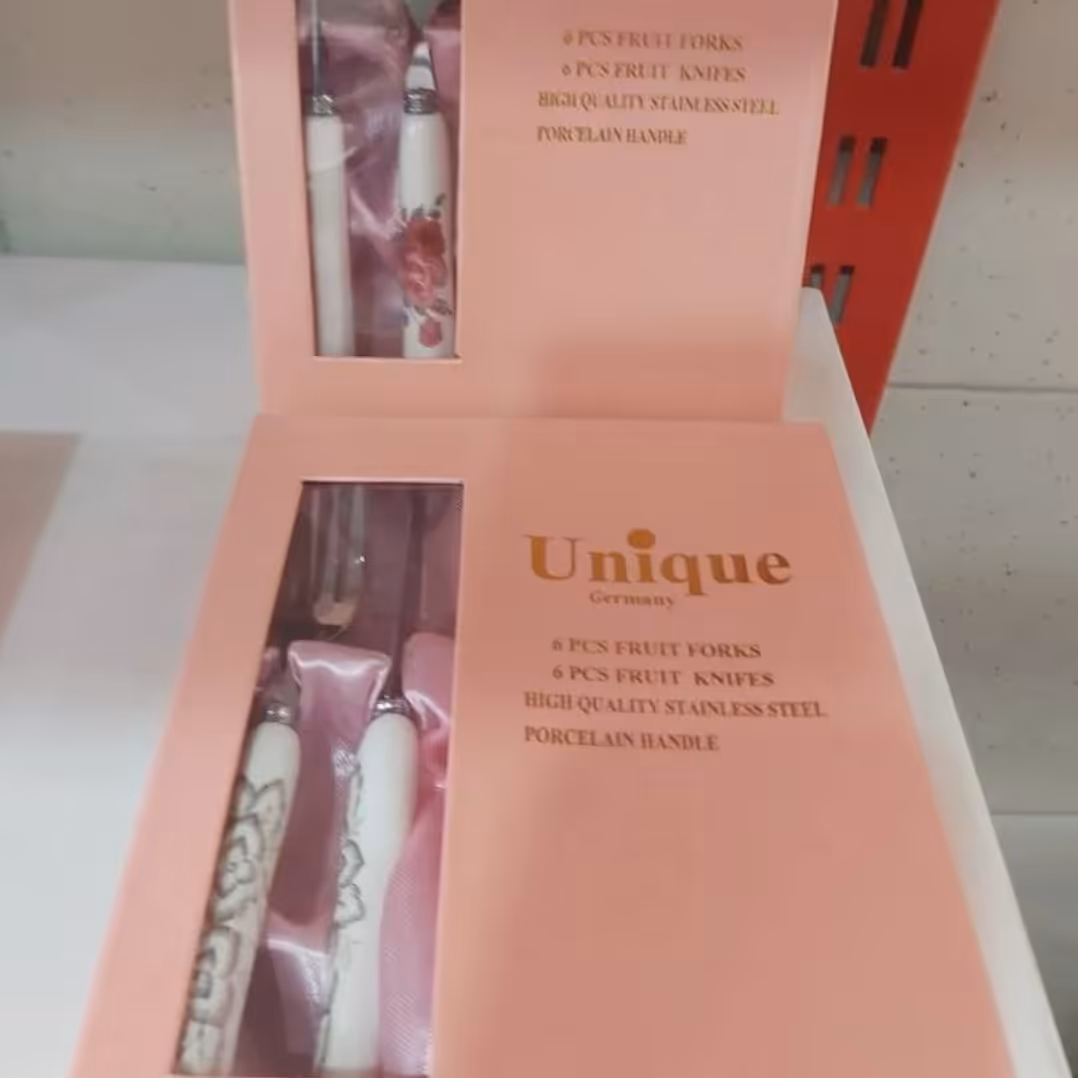 6 PCS FRUIT FORKS
6 PCS FRUIT KNIFES
HIGH QUALITY STAINLESS STEEL
PORCELAIN HANDLE
Unique
Germany
6 PCS FRUIT FORKS
6 PCS FRUIT KNIFES
HIGH QUALITY STAINLESS STEEL
PORCELAIN HANDLE